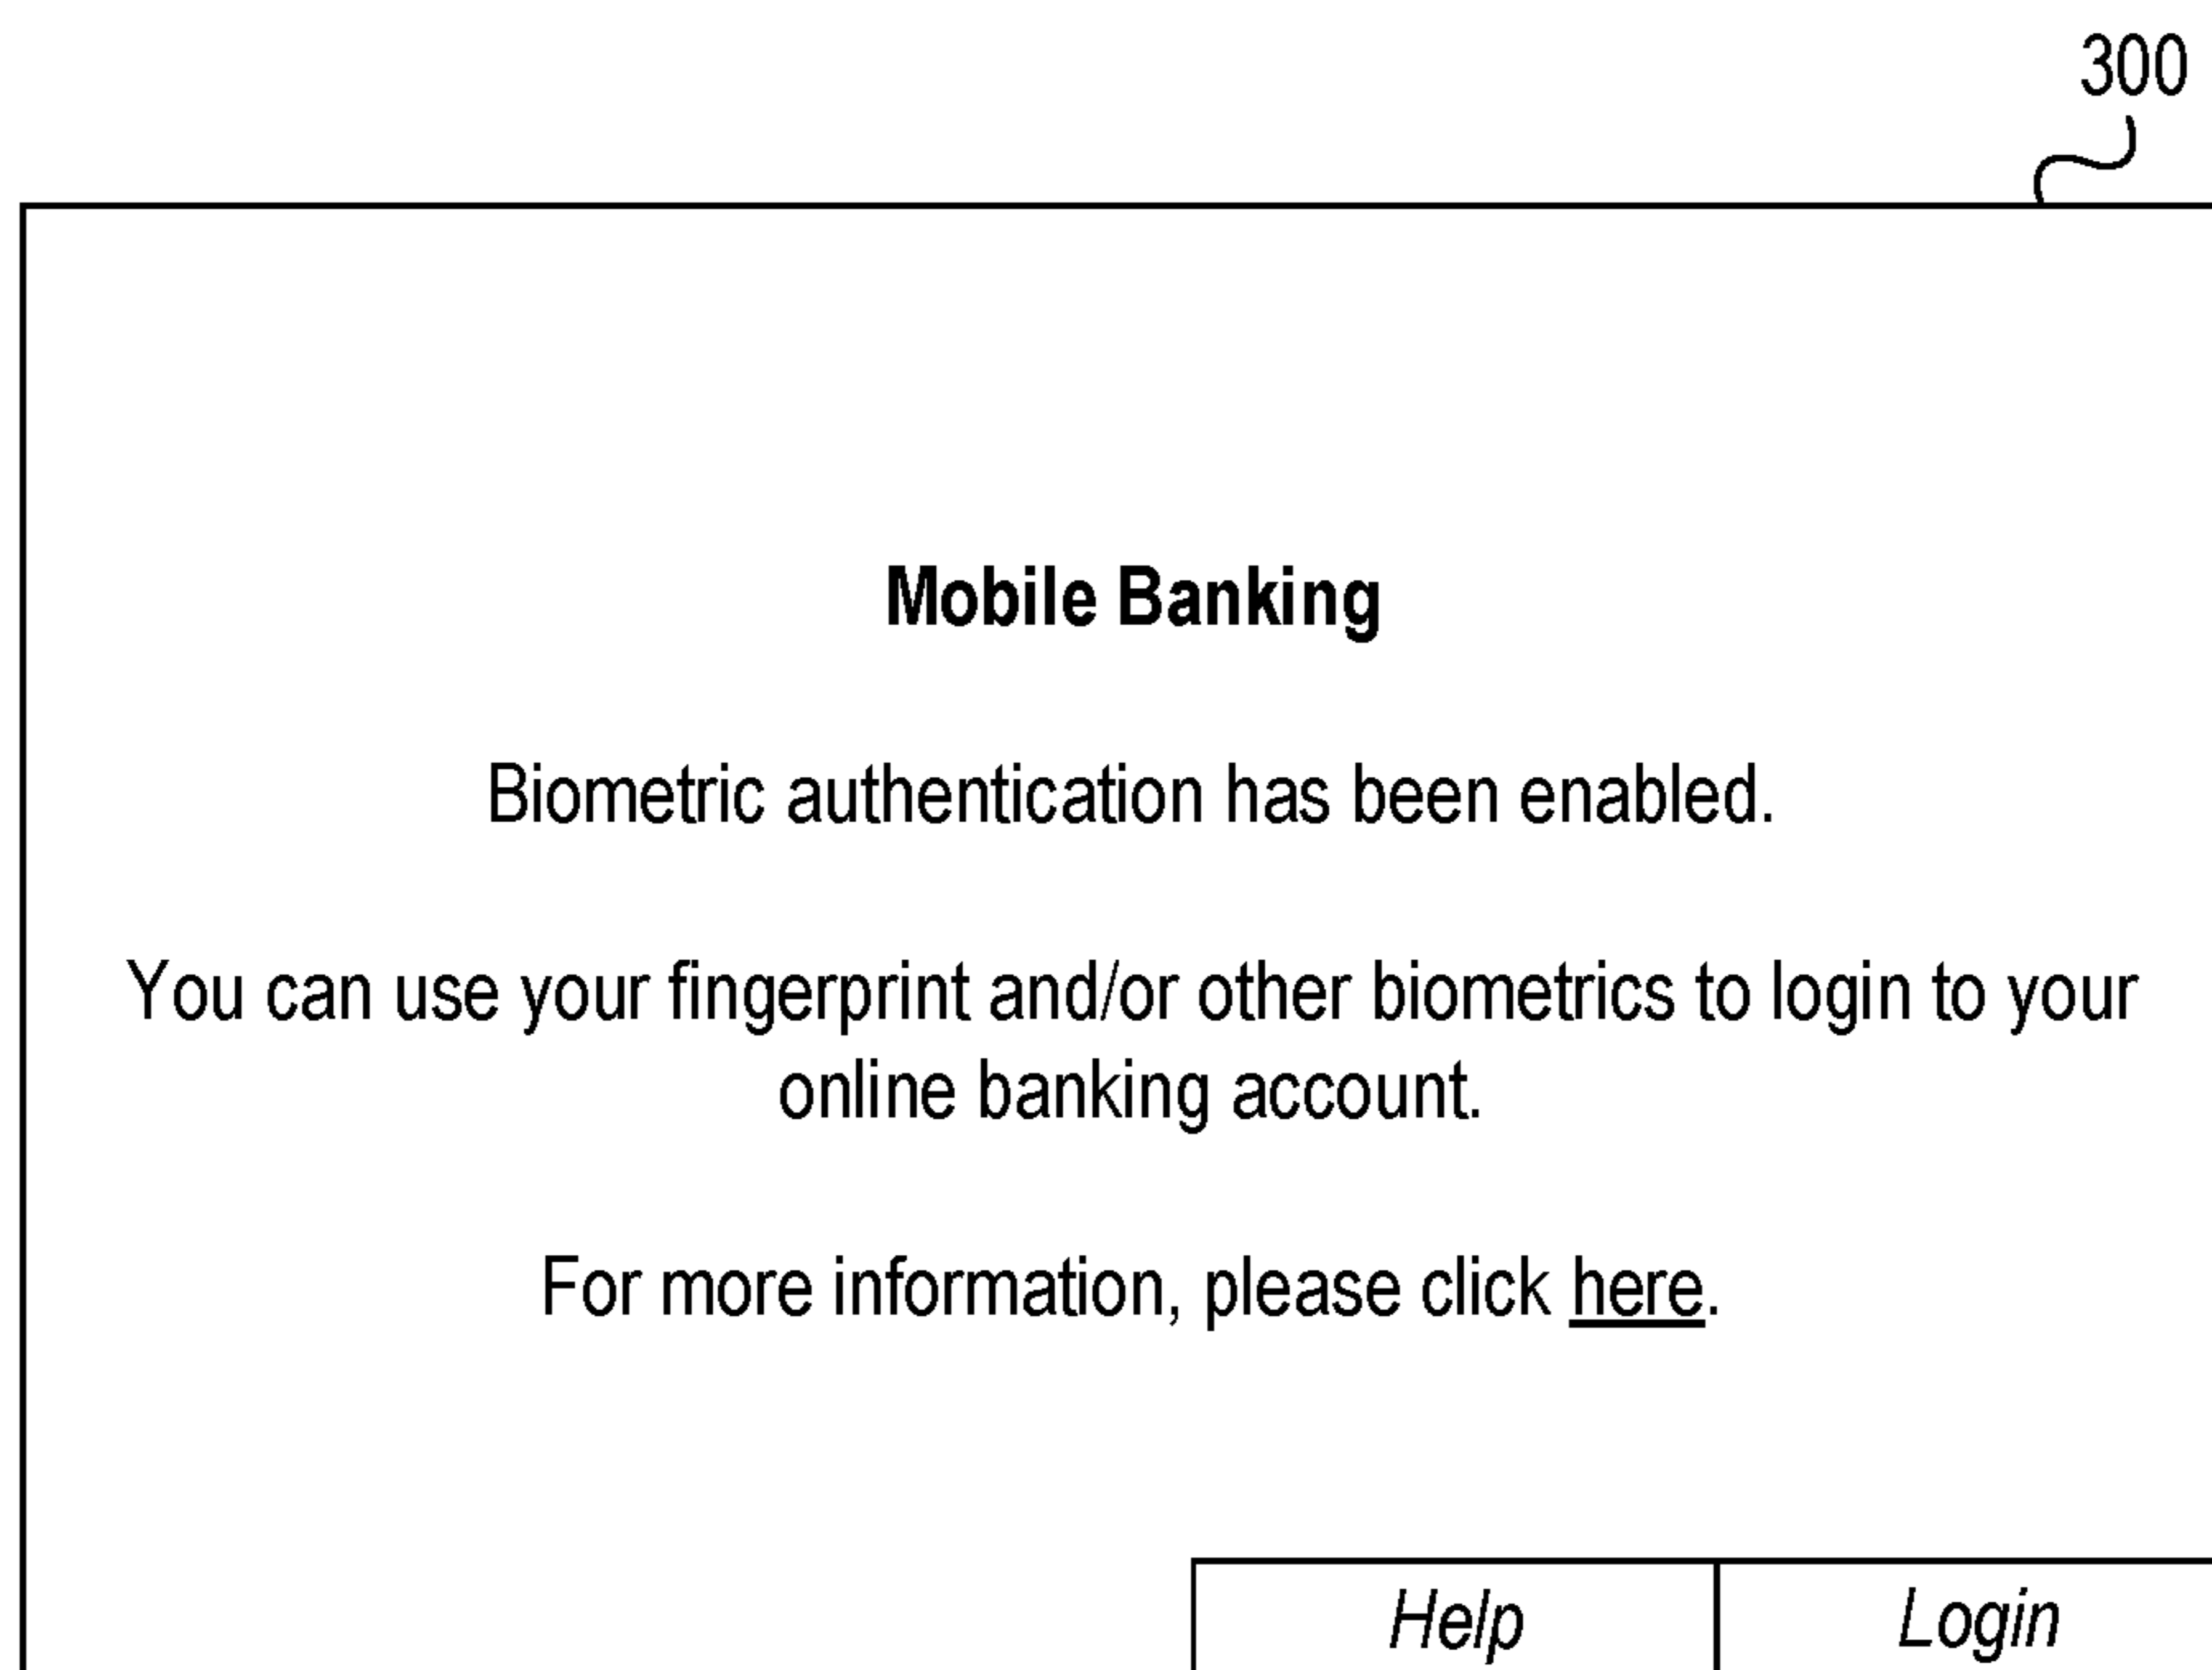 300
Mobile Banking
Biometric authentication has been enabled.
You can use your fingerprint and/or other biometrics to login to your
online banking account.
For more information, please click here.
Help
Login